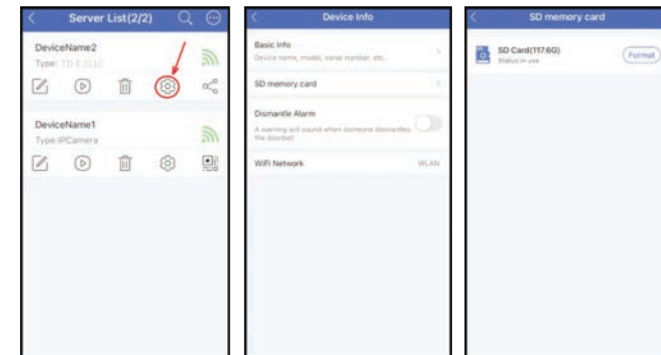 Server List(2/2)
DeviceName2
Type:
DeviceName1
Type:IPCamera
Device Info
Basic Info
Device name, model, serial number, etc.
SD memory card
Dismantle Alarm
A warning will sound when someone dismantles
the doorbell
WiFi Network
WLAN
SD memory card
SD Card(117.6G)
Status:In use
Format